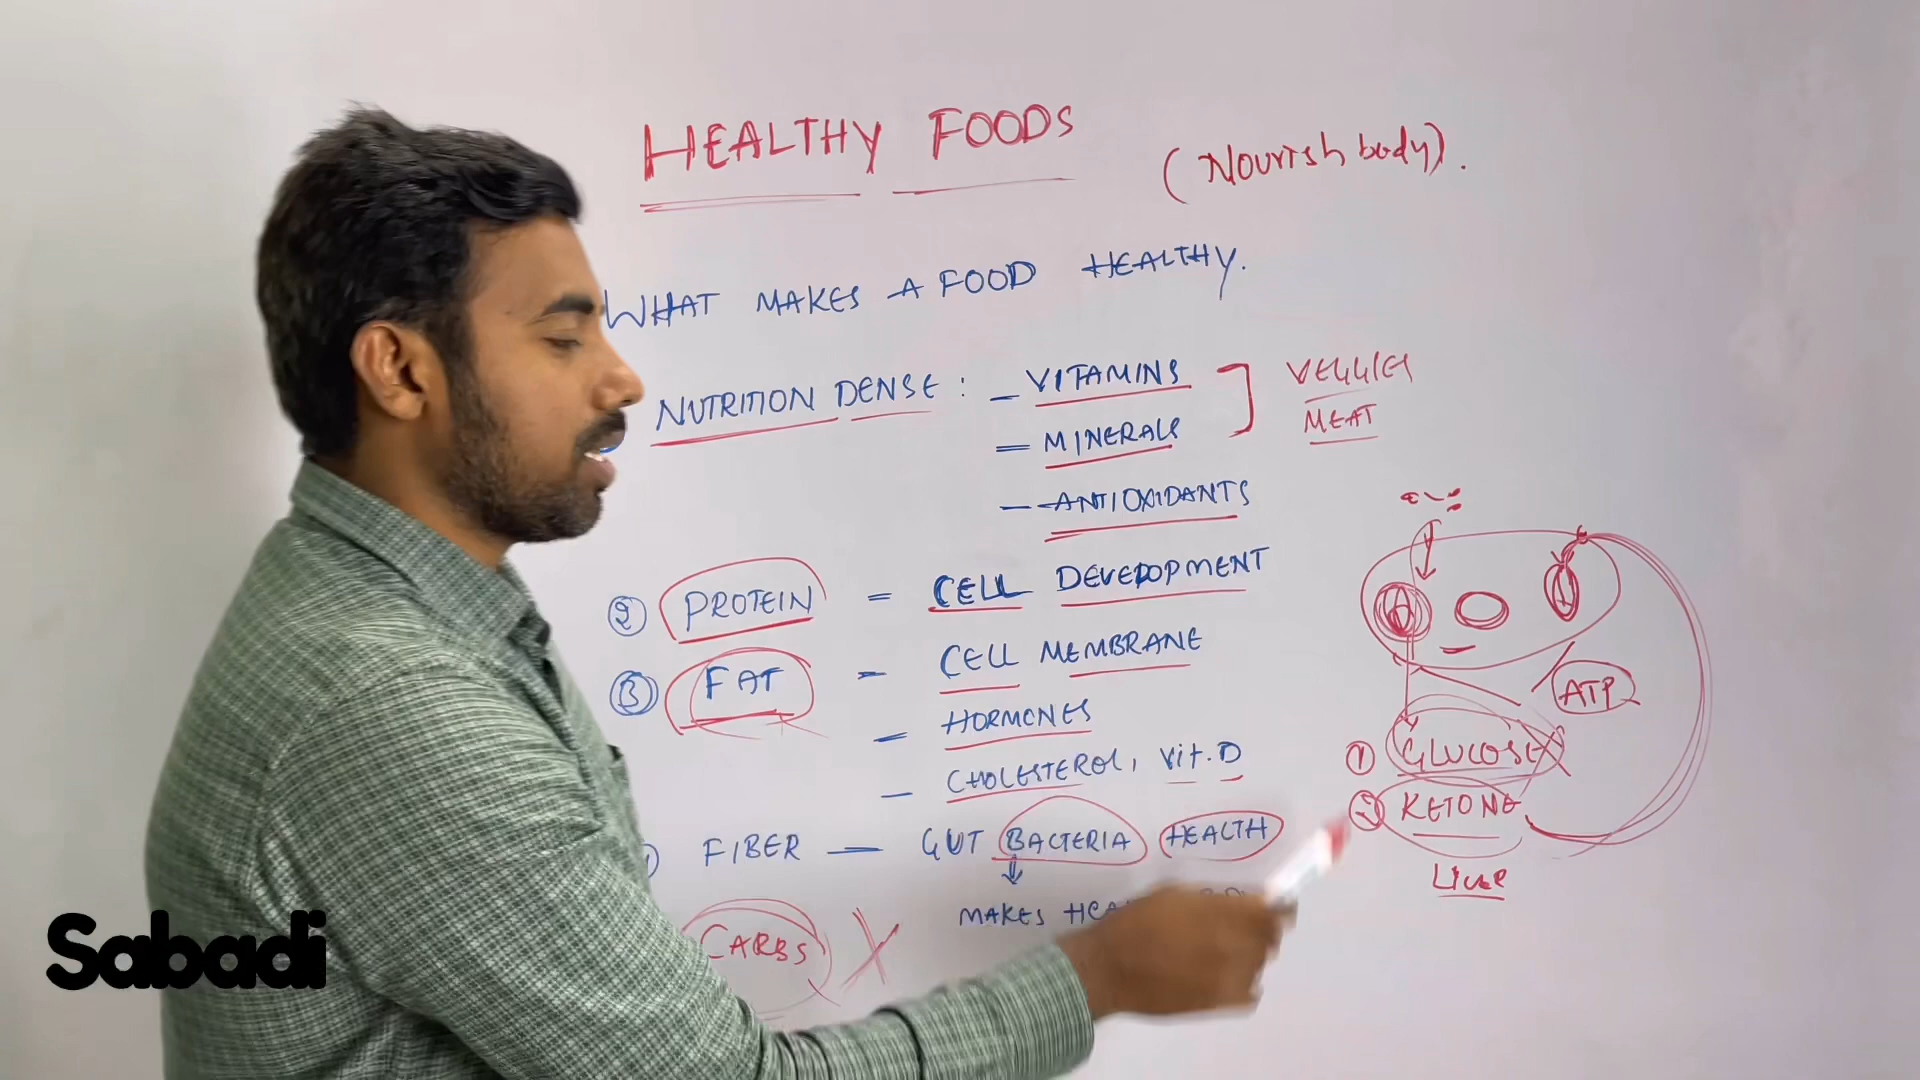 HEALTHY FOODS
(Nourish body).
WHAT MAKES A FOOD HEALTHY.
NUTRITION DENSE : - VITAMINS
= MINERALS
- ANTIOXIDANTS
VEGGIES
MEAT
② PROTEIN = CELL DEVELOPMENT
③ FAT - CELL MEMBRANE
= HORMONES
- CHOLESTEROL, Vit.D
FIBER — GUT BACTERIA HEALTH
↓
MAKES
CARBS X
ATP
① GLUCOSE
② KETONE
Sabadi